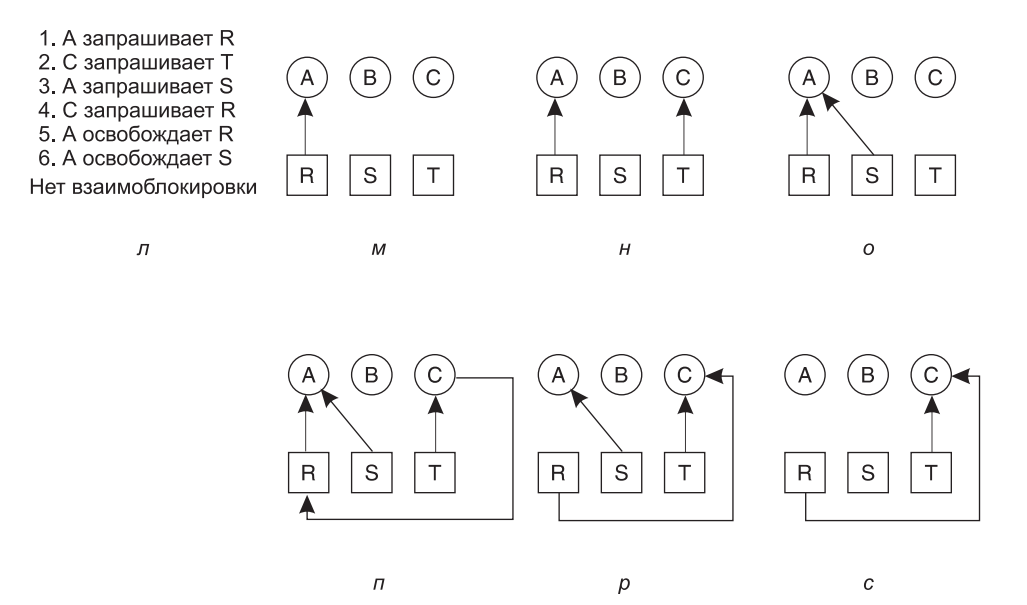 1. А запрашивает R
2. С запрашивает Т
3. А запрашивает S
4. С запрашивает R
5. А освобождает R
6. А освобождает S
Нет взаимоблокировки
л
A B C
R S T
м
A B C
R S T
н
A B C
R S T
о
A B C
R S T
п
A B C
R S T
р
A B C
R S T
с